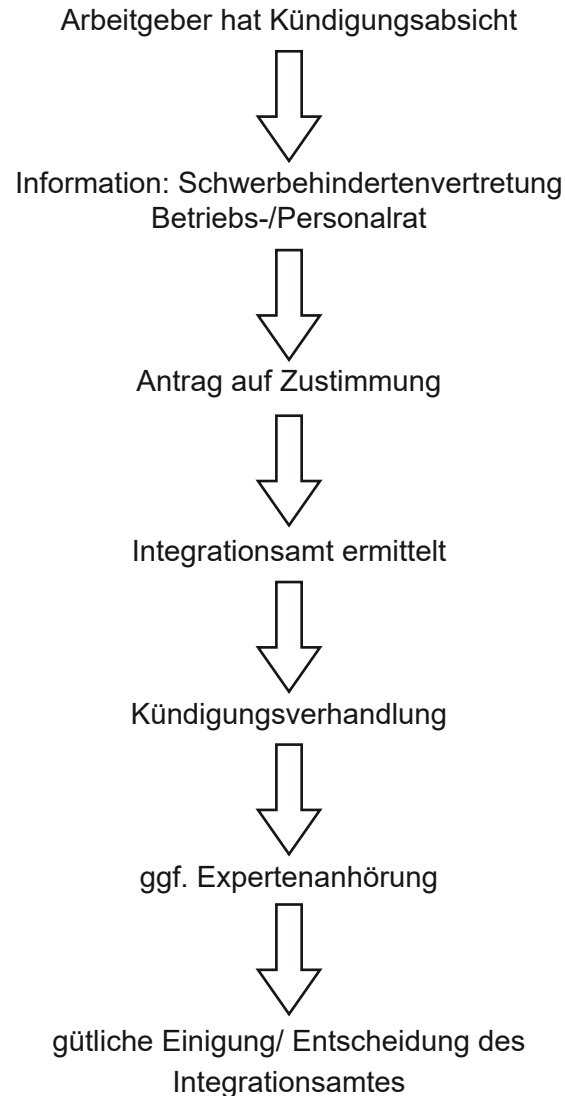 Arbeitgeber hat Kündigungsabsicht
Information: Schwerbehindertenvertretung
Betriebs-/Personalrat
Antrag auf Zustimmung
Integrationsamt ermittelt
Kündigungsverhandlung
ggf. Expertenanhörung
gütliche Einigung/ Entscheidung des
Integrationsamtes